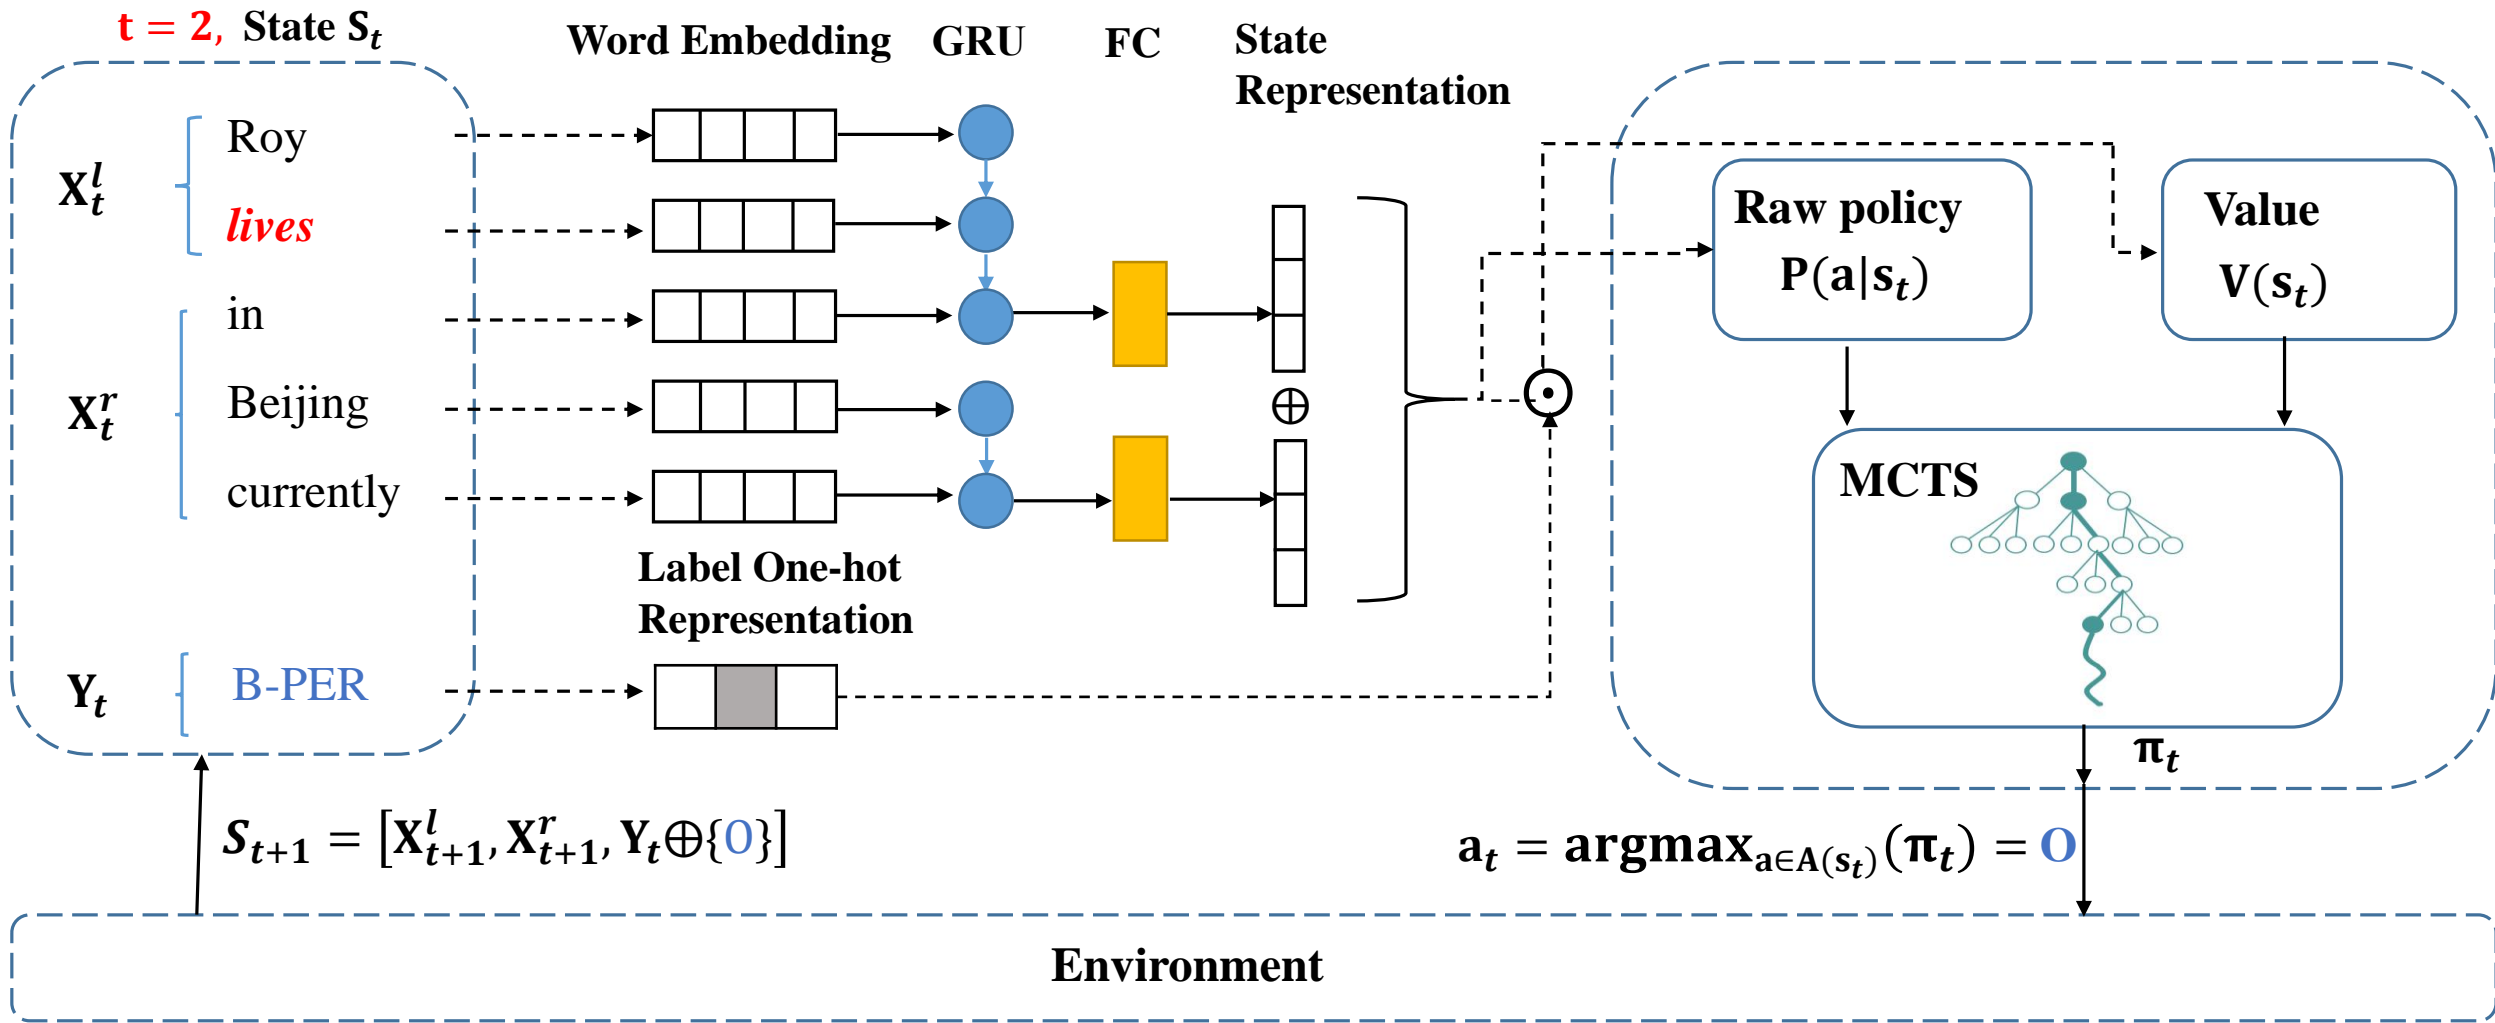 t = 2, State S_t
Word Embedding
GRU
FC
State
Representation
X_t^l
Roy
lives
X_t^r
in
Beijing
currently
Label One-hot
Representation
Y_t
B-PER
⊕
⊙
Raw policy
P(a|s_t)
Value
V(s_t)
MCTS
π_t
S_{t+1} = [X_{t+1}^l, X_{t+1}^r, Y_t⊕{O}]
a_t = argmax_{a∈A(s_t)}(π_t) = O
Environment